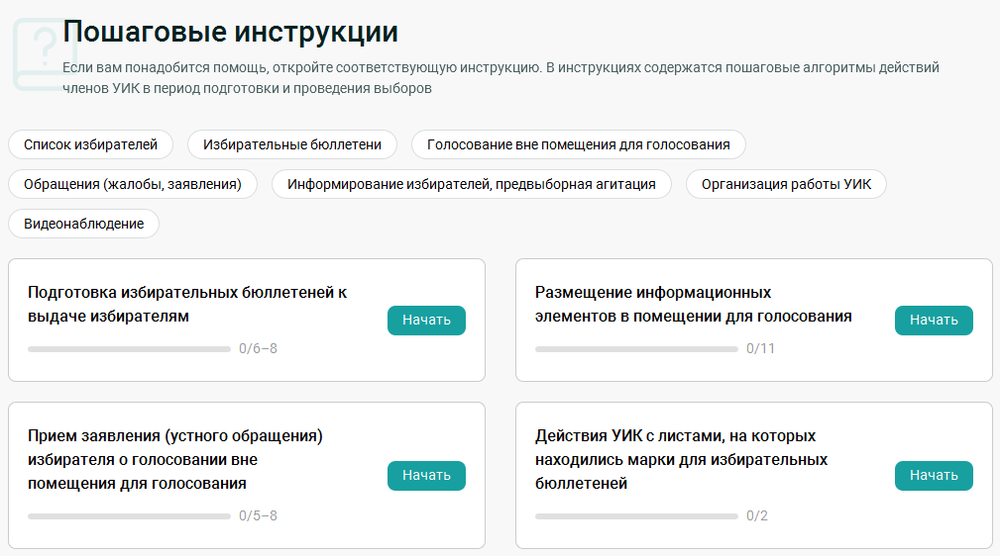 Пошаговые инструкции
Если вам понадобится помощь, откройте соответствующую инструкцию. В инструкциях содержатся пошаговые алгоритмы действий
членов УИК в период подготовки и проведения выборов
Список избирателей
Избирательные бюллетени
Голосование вне помещения для голосования
Обращения (жалобы, заявления)
Информирование избирателей, предвыборная агитация
Организация работы УИК
Видеонаблюдение
Подготовка избирательных бюллетеней к
выдаче избирателям
Начать
0/6–8
Размещение информационных
элементов в помещении для голосования
Начать
0/11
Прием заявления (устного обращения)
избирателя о голосовании вне
помещения для голосования
Начать
0/5–8
Действия УИК с листами, на которых
находились марки для избирательных
бюллетеней
Начать
0/2